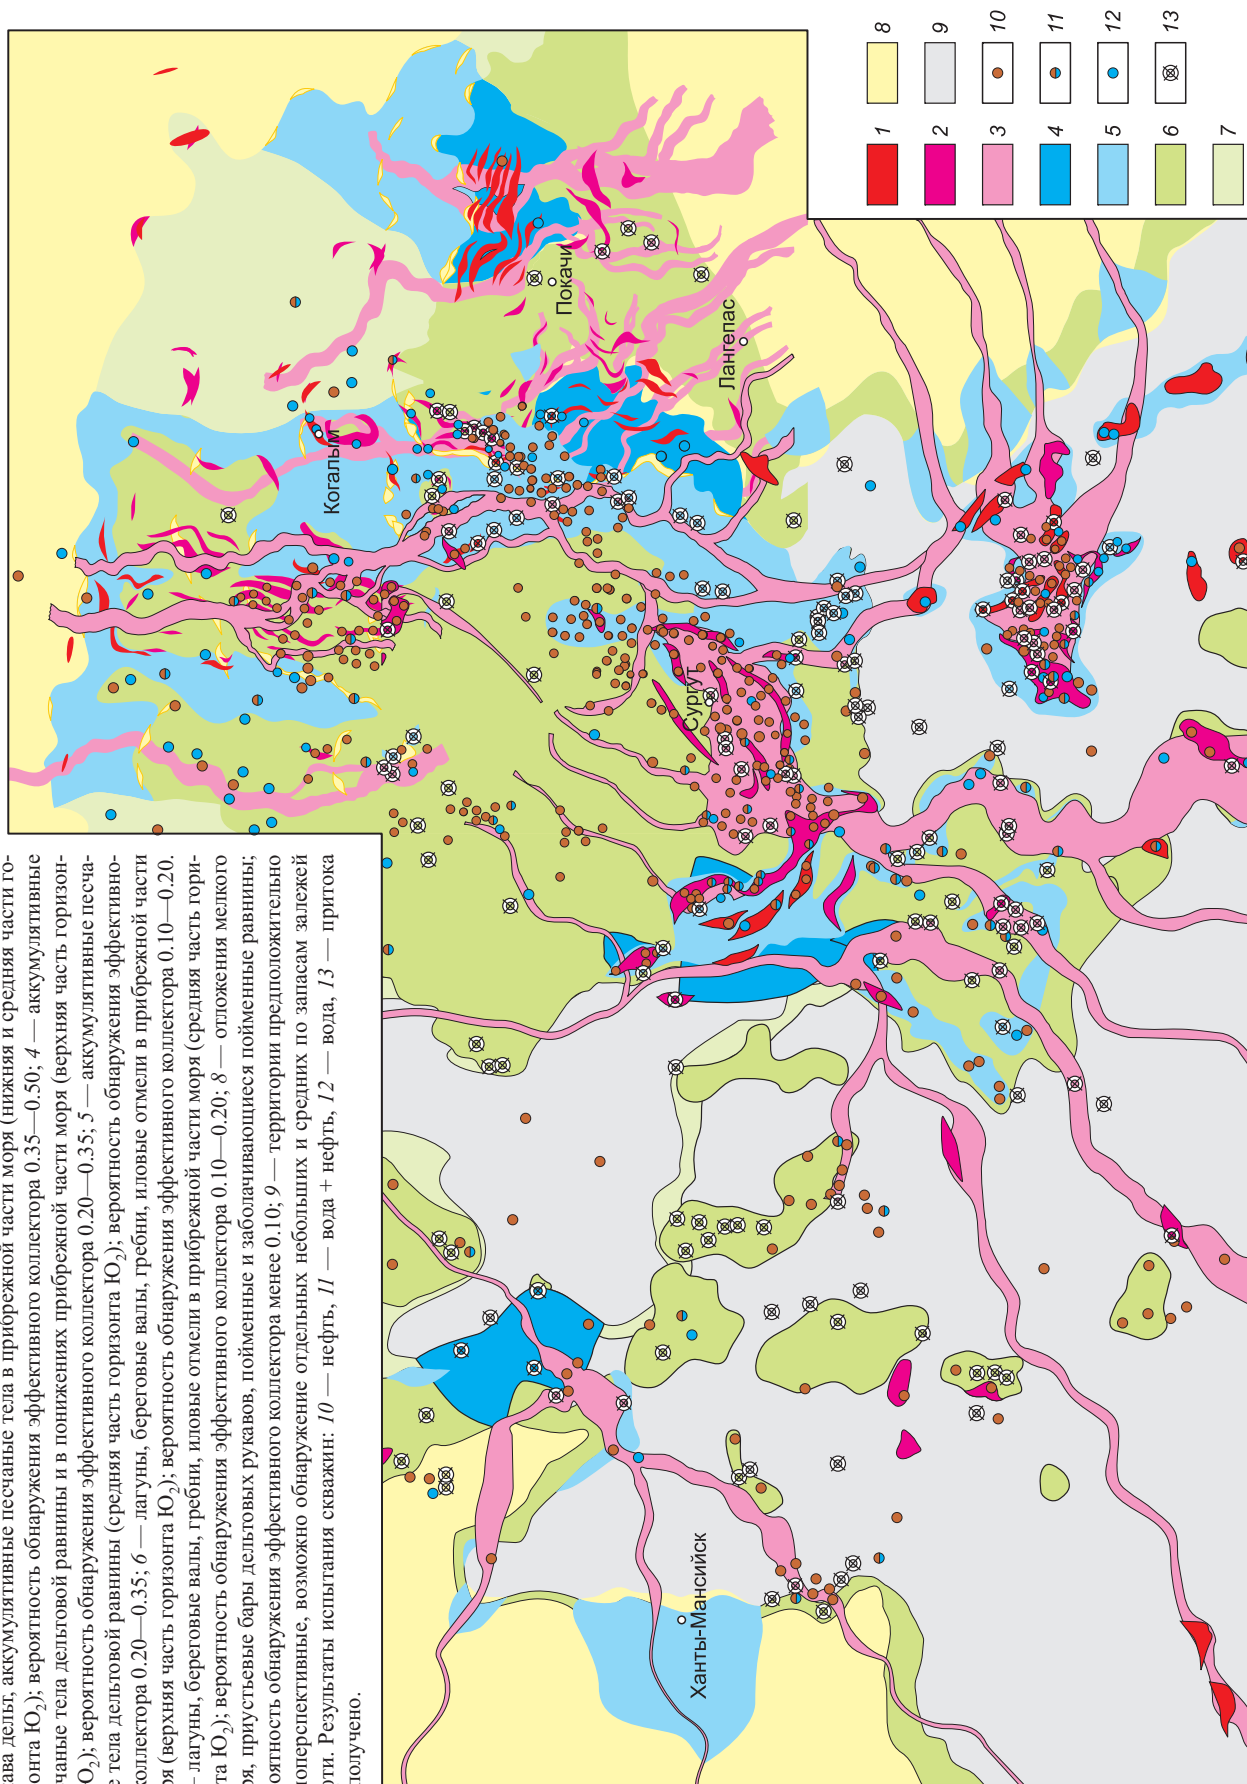 ава дельт, аккумулятивные песчаные тела в прибрежной части моря (нижняя и средняя части го-
онта Ю2); вероятность обнаружения эффективного коллектора 0.35—0.50; 4 — аккумулятивные
чаные тела дельтовой равнины и в понижениях прибрежной части моря (верхняя часть горизон-
Ю2); вероятность обнаружения эффективного коллектора 0.20—0.35; 5 — аккумулятивные песча-
е тела дельтовой равнины (средняя часть горизонта Ю2); вероятность обнаружения эффективно-
коллектора 0.20—0.35; 6 — лагуны, береговые валы, гребни, иловые отмели в прибрежной части
ря (верхняя часть горизонта Ю2); вероятность обнаружения эффективного коллектора 0.10—0.20.
- лагуны, береговые валы, гребни, иловые отмели в прибрежной части моря (средняя часть гори-
та Ю2); вероятность обнаружения эффективного коллектора 0.10—0.20; 8 — отложения мелкого
ря, приустьевые бары дельтовых рукавов, пойменные и заболачивающиеся пойменные равнины;
оятность обнаружения эффективного коллектора менее 0.10; 9 — территории предположительно
ноперспективные, возможно обнаружение отдельных небольших и средних по запасам залежей
рти. Результаты испытания скважин: 10 — нефть, 11 — вода + нефть, 12 — вода, 13 — притока
получено.
Когалым
Покачи
Лангепас
Сургут
Ханты-Мансийск
1
2
3
4
5
6
7
8
9
10
11
12
13